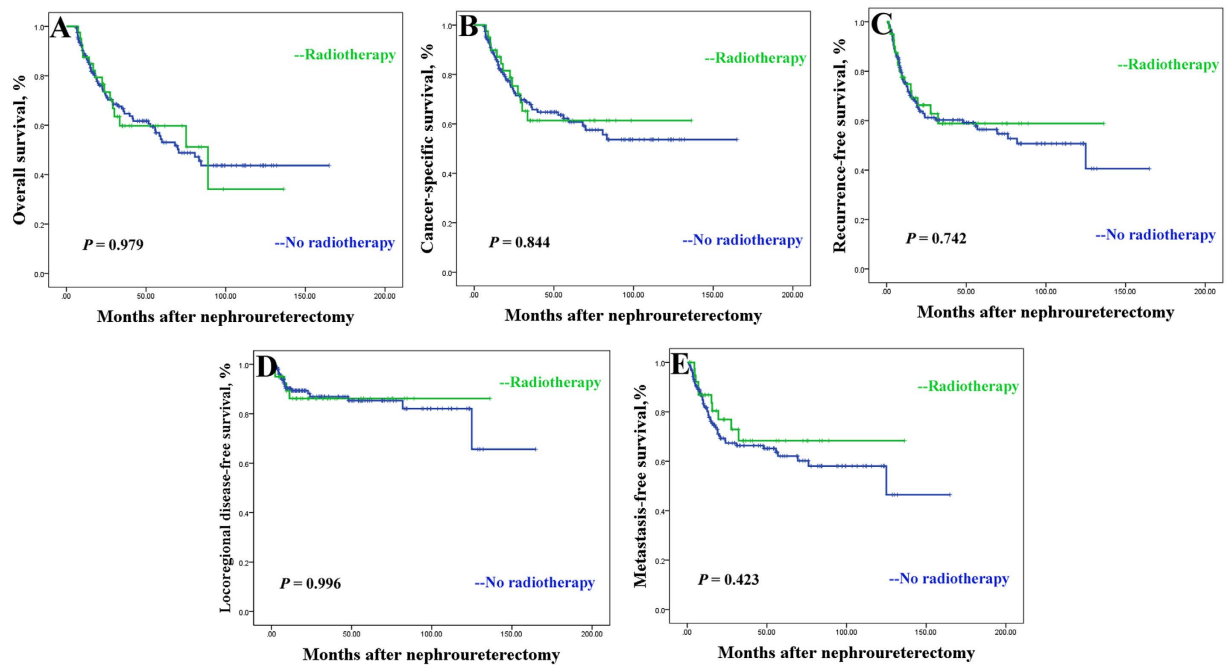 A
Overall survival, %
1.0
0.8
0.6
0.4
0.2
0.0
--Radiotherapy
P = 0.979
--No radiotherapy
.00 50.00 100.00 150.00 200.00
Months after nephroureterectomy
B
Cancer-specific survival, %
1.0
0.8
0.6
0.4
0.2
0.0
--Radiotherapy
P = 0.844
--No radiotherapy
.00 50.00 100.00 150.00 200.00
Months after nephroureterectomy
C
Recurrence-free survival, %
1.0
0.8
0.6
0.4
0.2
0.0
--Radiotherapy
P = 0.742
--No radiotherapy
.00 50.00 100.00 150.00 200.00
Months after nephroureterectomy
D
Locoregional disease-free survival, %
1.0
0.8
0.6
0.4
0.2
0.0
--Radiotherapy
P = 0.996
--No radiotherapy
.00 50.00 100.00 150.00 200.00
Months after nephroureterectomy
E
Metastasis-free survival,%
1.0
0.8
0.6
0.4
0.2
0.0
--Radiotherapy
P = 0.423
--No radiotherapy
.00 50.00 100.00 150.00 200.00
Months after nephroureterectomy